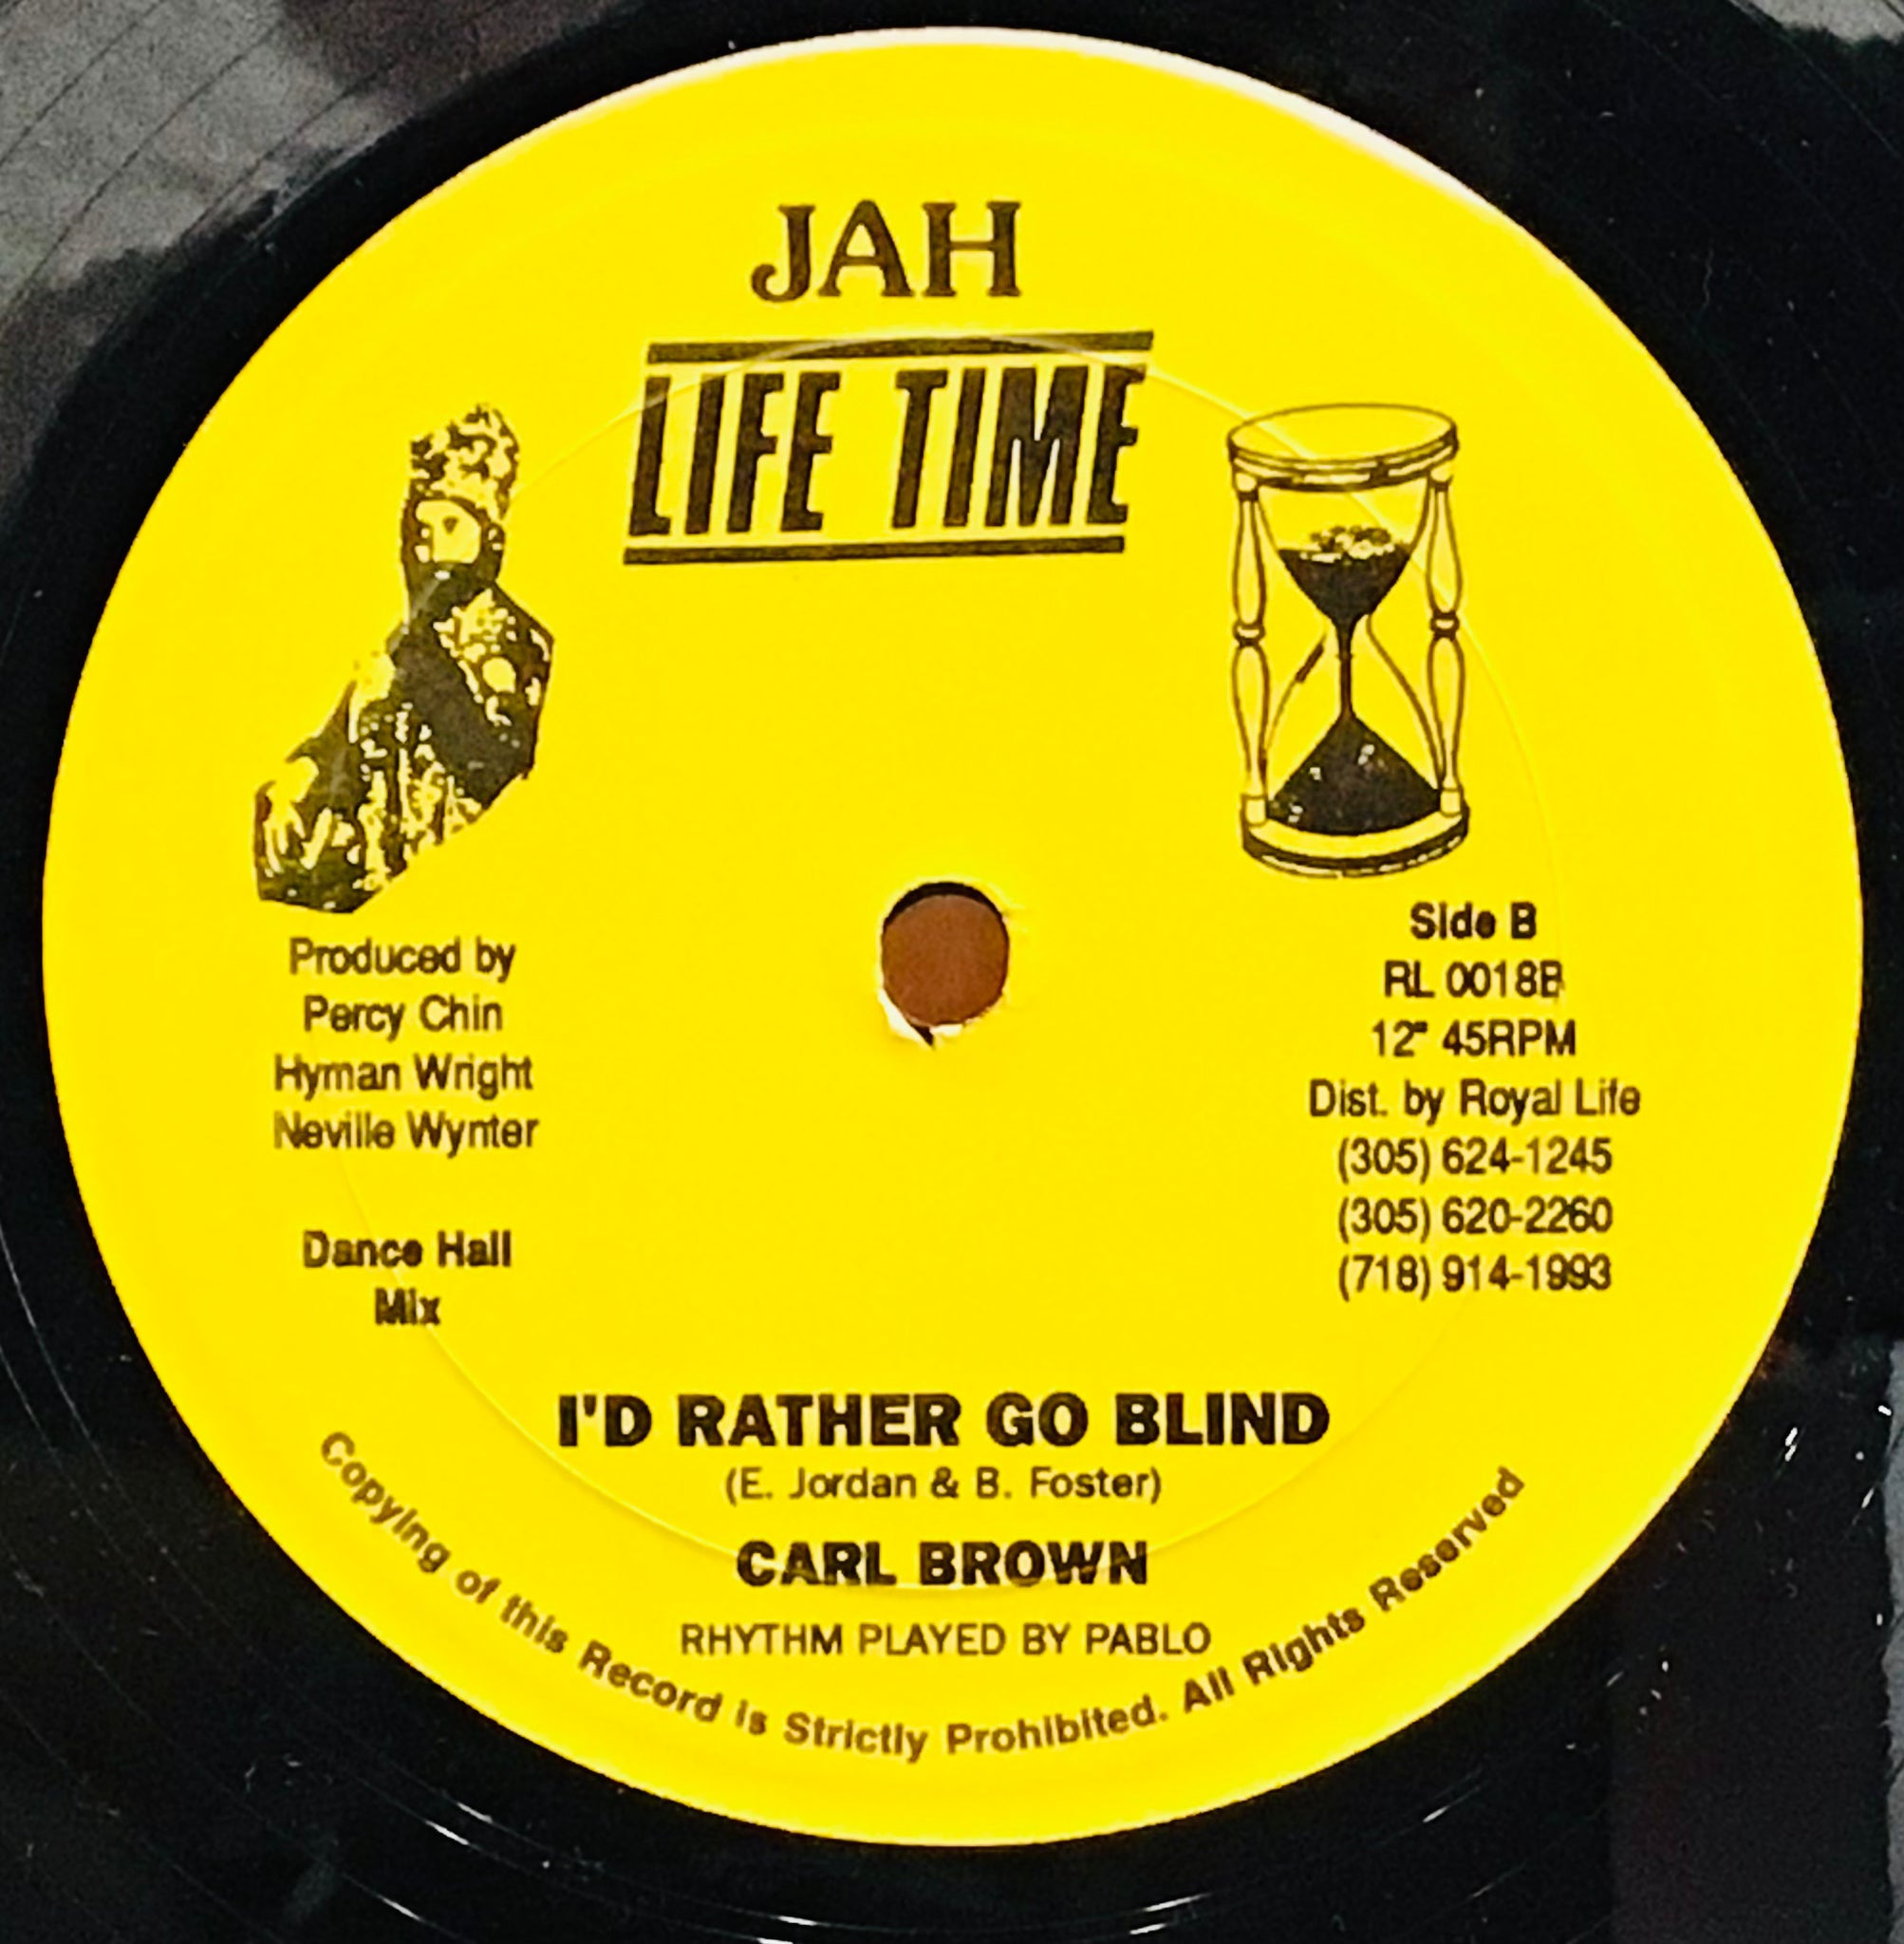 JAH
LIFE TIME
Produced by
Percy Chin
Hyman Wright
Neville Wynter
Dance Hall
Mix
Side B
RL 0018B
12" 45RPM
Dist. by Royal Life
(305) 624-1245
(305) 620-2260
(718) 914-1993
I'D RATHER GO BLIND
(E. Jordan & B. Foster)
CARL BROWN
RHYTHM PLAYED BY PABLO
Copying of this Record is Strictly Prohibited. All Rights Reserved